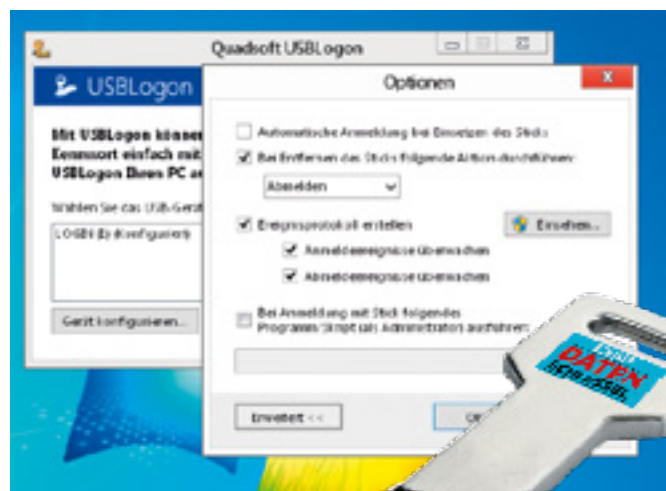 Quadsoft USBLogon
USBLogon
Mit USBLogon können
Kennwort einfach mit
USBLogon Ihren PC
Wählen Sie das USB-Gerät
LOGIN (E) (Konfiguriert)
Gerät konfigurieren...
Optionen
Automatische Anmeldung bei Einsetzen des Sticks
Bei Entfernen des Sticks folgende Aktion durchführen:
Abmelden
Ereignisprotokoll erstellen
Einsehen...
Anmeldeereignisse überwachen
Abmeldeereignisse überwachen
Bei Anmeldung mit Stick folgendes
Programm/Skript (als Administrator) ausführen:
Erweitert <<
DATEN
SCHLÜSSEL